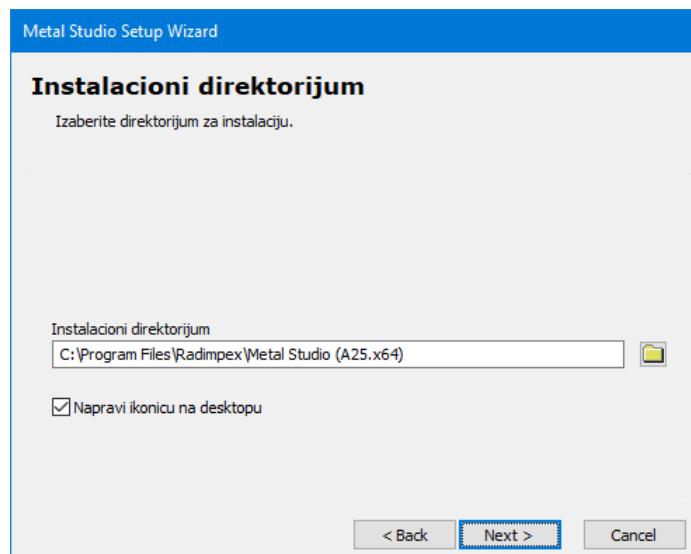 Metal Studio Setup Wizard
Instalacioni direktorijum
Izaberite direktorijum za instalaciju.
Instalacioni direktorijum
C:\Program Files\Radimpex\Metal Studio (A25.x64)
Napravi ikonicu na desktopu
< Back Next > Cancel